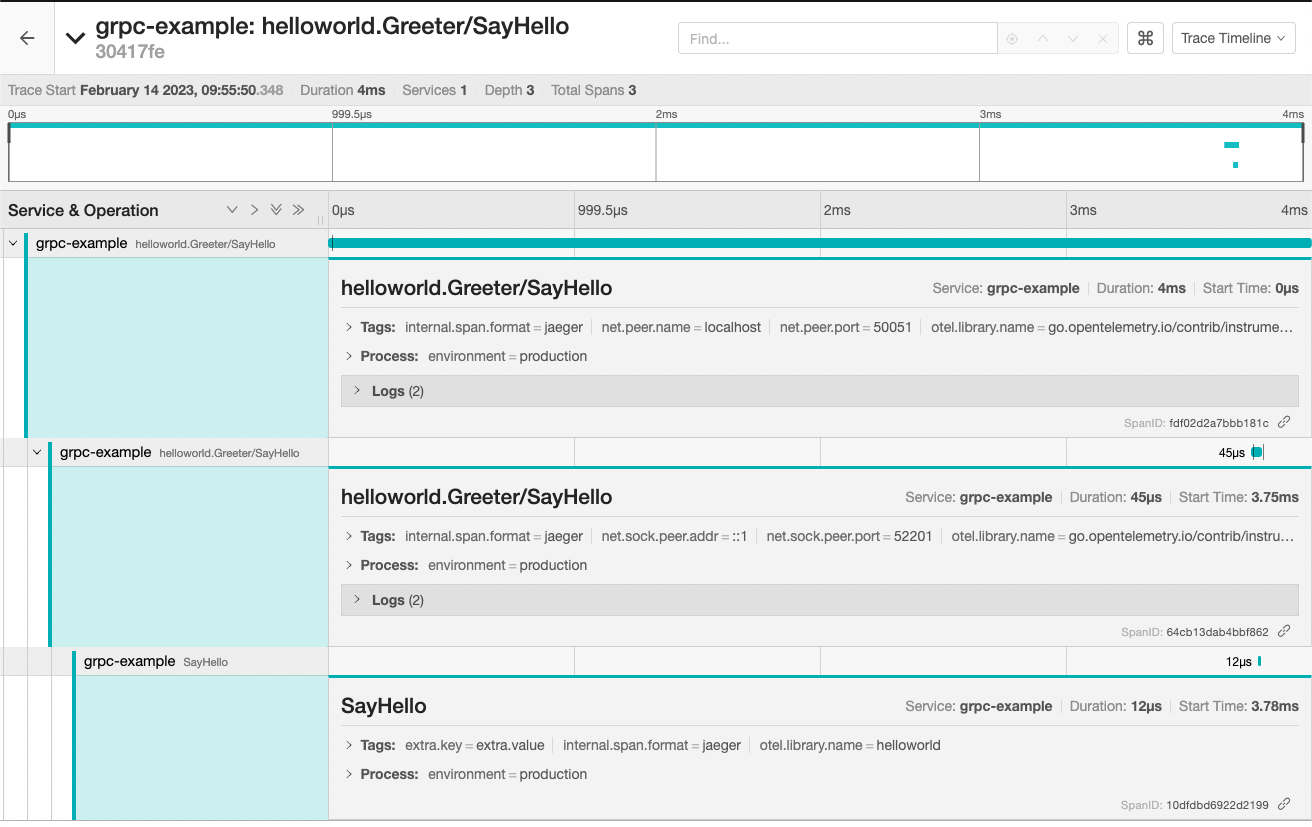 grpc-example: helloworld.Greeter/SayHello
30417fe
Find...
⌘
Trace Timeline
Trace Start February 14 2023, 09:55:50.348 Duration 4ms Services 1 Depth 3 Total Spans 3
0μs 999.5μs 2ms 3ms 4ms
Service & Operation 0μs 999.5μs 2ms 3ms 4ms
grpc-example helloworld.Greeter/SayHello
helloworld.Greeter/SayHello Service: grpc-example Duration: 4ms Start Time: 0μs
Tags: internal.span.format = jaeger net.peer.name = localhost net.peer.port = 50051 otel.library.name = go.opentelemetry.io/contrib/instrume...
Process: environment = production
Logs (2)
SpanID: fdf02d2a7bbb181c
grpc-example helloworld.Greeter/SayHello 45μs
helloworld.Greeter/SayHello Service: grpc-example Duration: 45μs Start Time: 3.75ms
Tags: internal.span.format = jaeger net.sock.peer.addr = ::1 net.sock.peer.port = 52201 otel.library.name = go.opentelemetry.io/contrib/instru...
Process: environment = production
Logs (2)
SpanID: 64cb13dab4bbf862
grpc-example SayHello 12μs
SayHello Service: grpc-example Duration: 12μs Start Time: 3.78ms
Tags: extra.key = extra.value internal.span.format = jaeger otel.library.name = helloworld
Process: environment = production
SpanID: 10dfdbd6922d2199